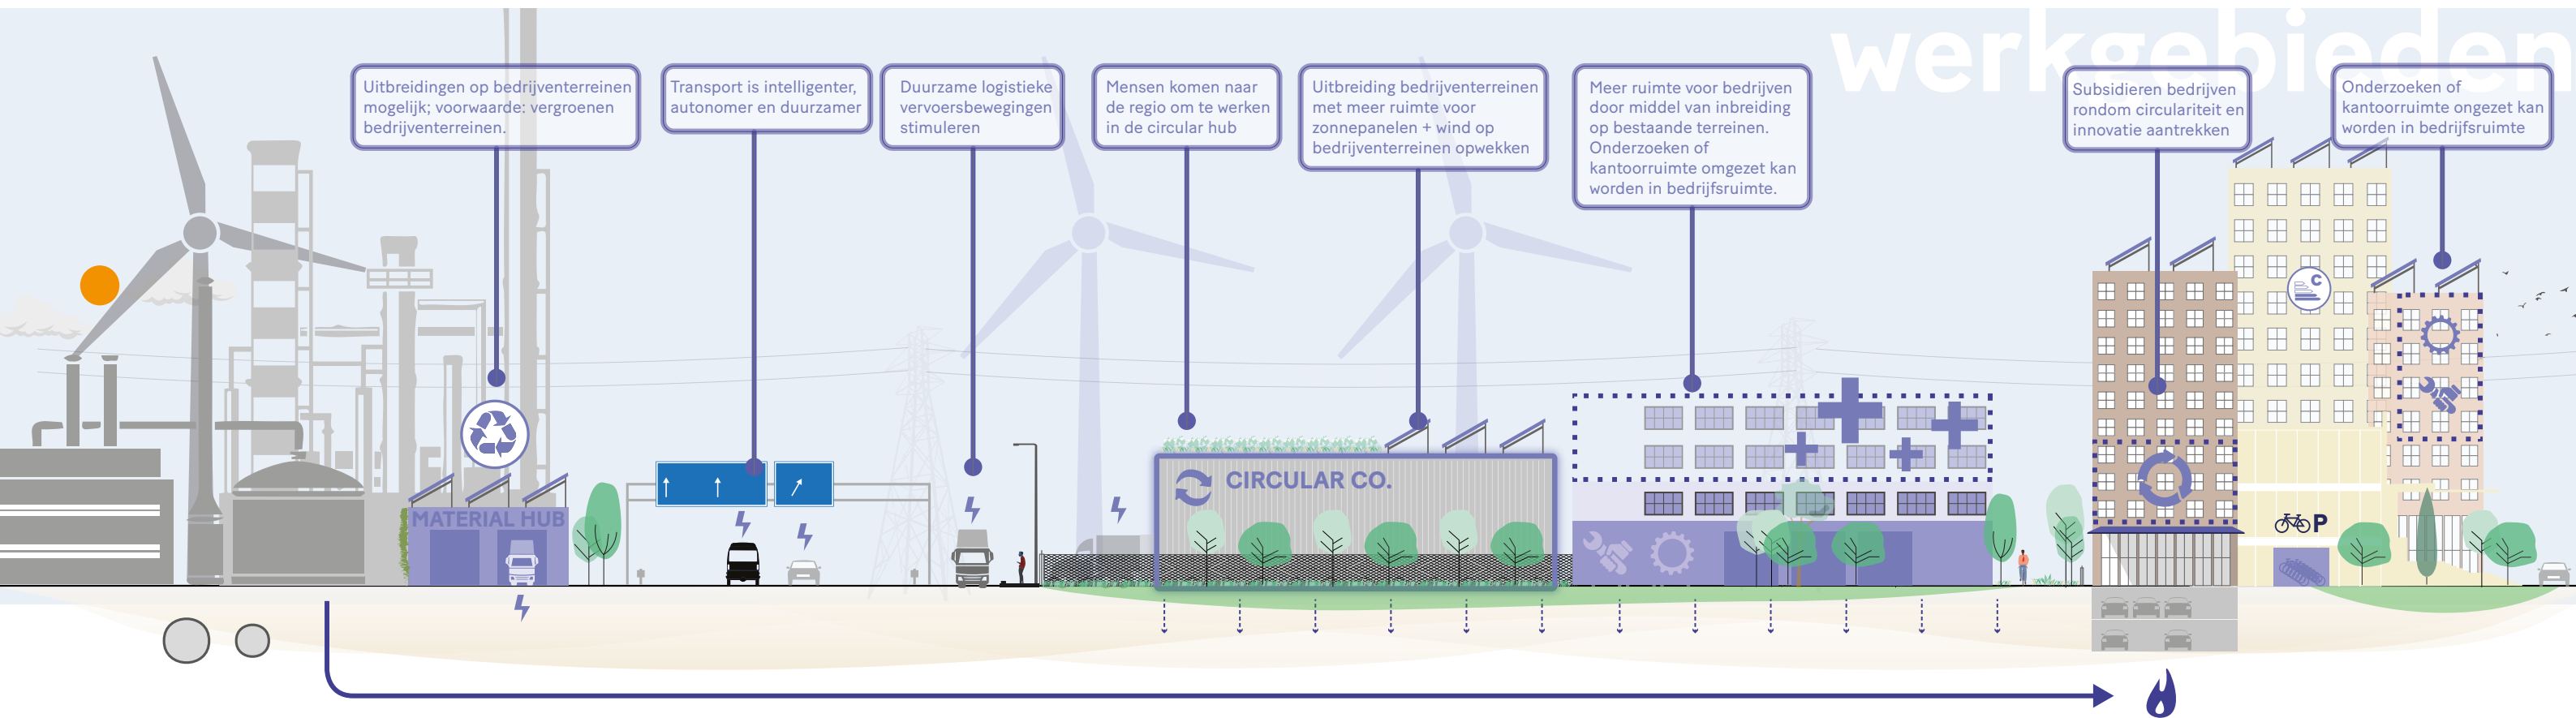 werkgebieden
Uitbreidingen op bedrijventerreinen
mogelijk; voorwaarde: vergroenen
bedrijventerreinen.
Transport is intelligenter,
autonomer en duurzamer
Duurzame logistieke
vervoersbewegingen
stimuleren
Mensen komen naar
de regio om te werken
in de circular hub
Uitbreiding bedrijventerreinen
met meer ruimte voor
zonnepanelen + wind op
bedrijventerreinen opwekken
Meer ruimte voor bedrijven
door middel van inbreiding
op bestaande terreinen.
Onderzoeken of
kantoorruimte omgezet kan
worden in bedrijfsruimte.
Subsidieren bedrijven
rondom circulariteit en
innovatie aantrekken
Onderzoeken of
kantoorruimte ongezet kan
worden in bedrijfsruimte
C
CIRCULAR CO.
MATERIAL HUB
P